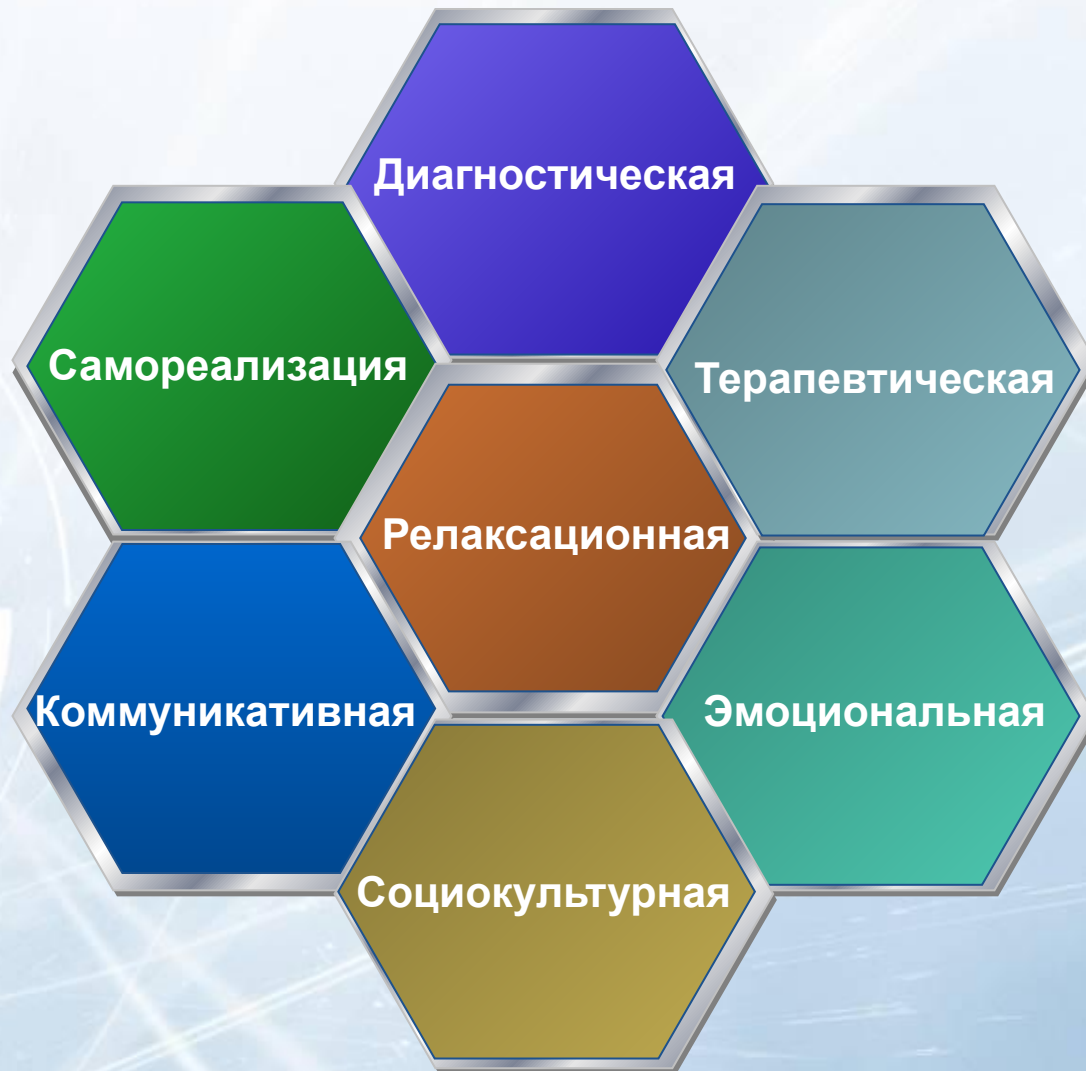 Диагностическая
Самореализация
Терапевтическая
Релаксационная
Коммуникативная
Эмоциональная
Социокультурная